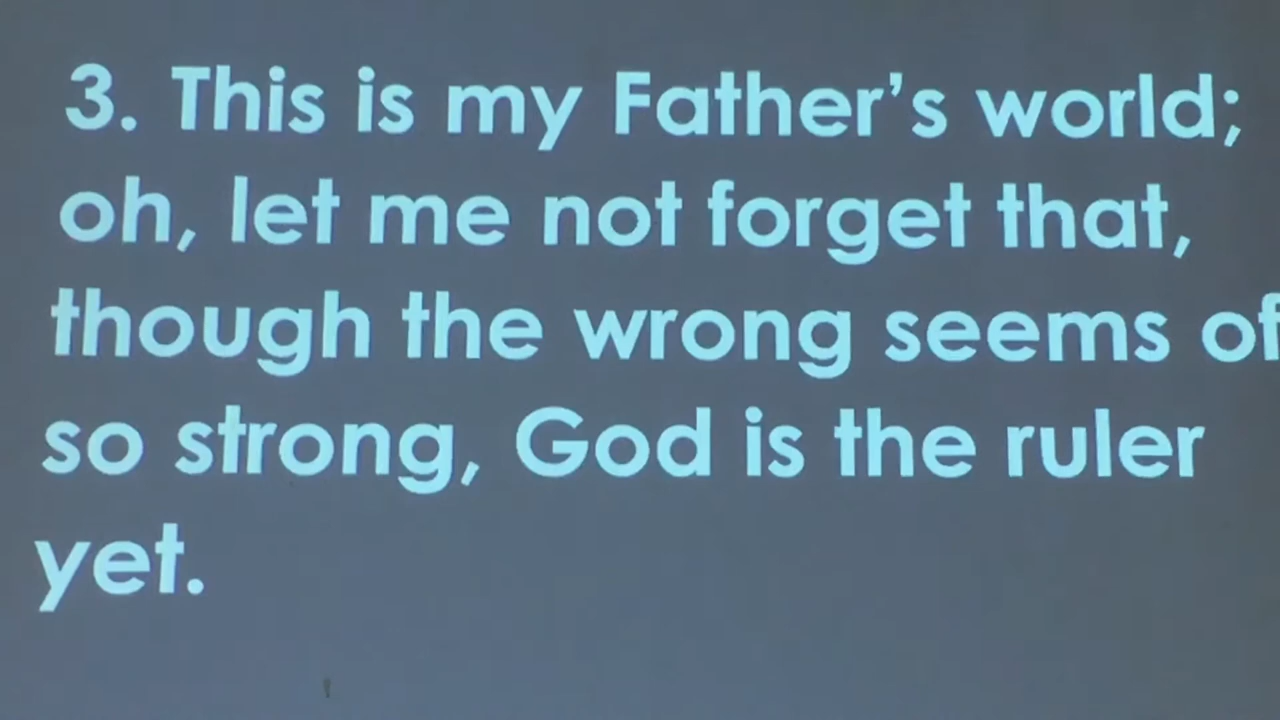 3. This is my Father’s world;
oh, let me not forget that,
though the wrong seems of
so strong, God is the ruler
yet.